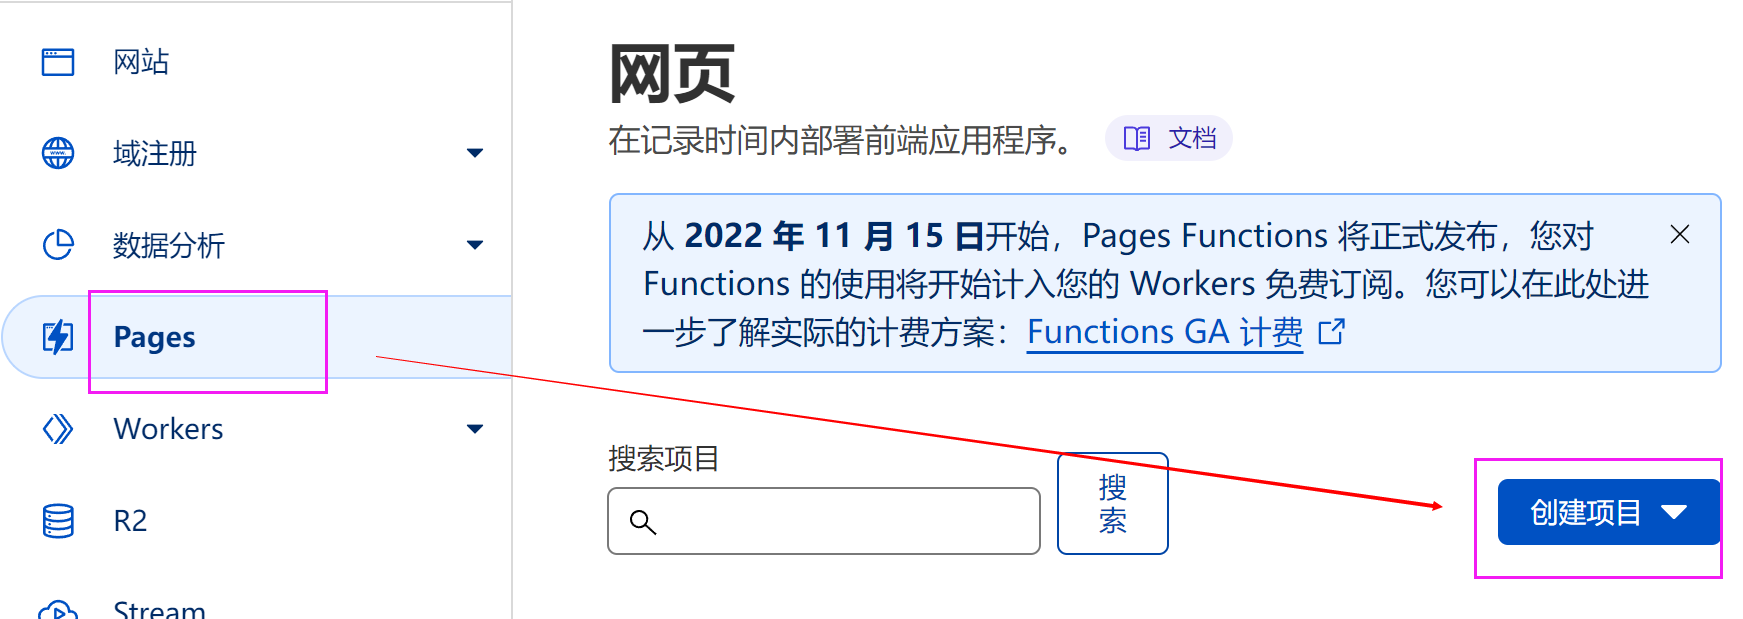 网站
域注册
数据分析
Pages
Workers
R2
Stream
网页
在记录时间内部署前端应用程序。
文档
从 2022 年 11 月 15 日开始，Pages Functions 将正式发布，您对
Functions 的使用将开始计入您的 Workers 免费订阅。您可以在此处进
一步了解实际的计费方案：Functions GA 计费
搜索项目
搜
索
创建项目